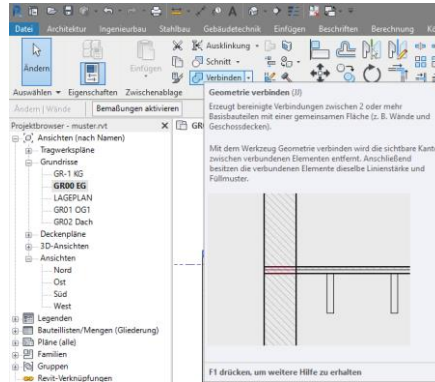 Datei Architektur Ingenieurbau Stahlbau Gebäudetechnik Einfügen Beschriften Berechnung
Ändern
Einfügen
Ausklinkung
Schnitt
Verbinden
Auswählen Eigenschaften Zwischenablage
Ändern | Wände
Bemaßungen aktivieren
Geometrie verbinden (JJ)
Erzeugt bereinigte Verbindungen zwischen 2 oder mehr
Basisbauteilen mit einer gemeinsamen Fläche (z. B. Wände und
Geschossdecken).
Mit dem Werkzeug Geometrie verbinden wird die sichtbare Kant
zwischen verbundenen Elementen entfernt. Anschließend
besitzen die verbundenen Elemente dieselbe Linienstärke und
Füllmuster.
F1 drücken, um weitere Hilfe zu erhalten
Projektbrowser - muster.rvt X
Ansichten (nach Namen)
Tragwerkspläne
Grundrisse
GR-1 KG
GR00 EG
LAGEPLAN
GR01 OG1
GR02 Dach
Deckenpläne
3D-Ansichten
Ansichten
Nord
Ost
Süd
West
Legenden
Bauteillisten/Mengen (Gliederung)
Pläne (alle)
Familien
Gruppen
Revit-Verknüpfungen